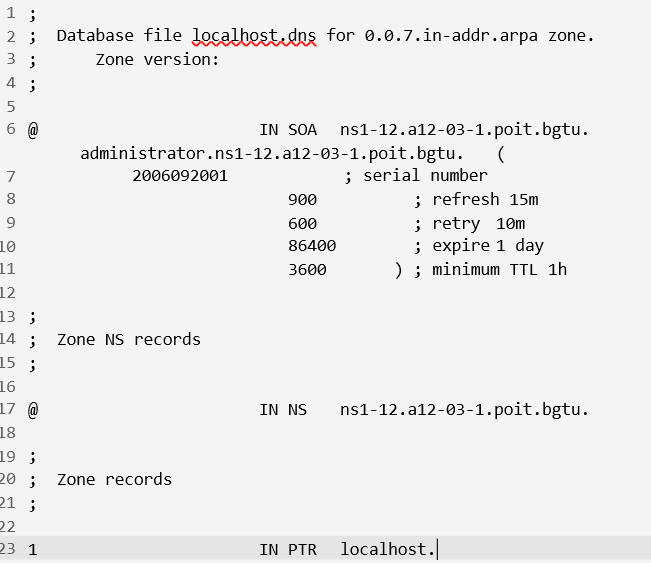 1 ;
2 ;  Database file localhost.dns for 0.0.7.in-addr.arpa zone.
3 ;      Zone version:
4 ;
5
6 @                       IN SOA  ns1-12.a12-03-1.poit.bgtu.
administrator.ns1-12.a12-03-1.poit.bgtu.   (
7           2006092001            ; serial number
8                           900          ; refresh 15m
9                           600          ; retry  10m
10                          86400        ; expire 1 day
11                          3600       ) ; minimum TTL 1h
12
13 ;
14 ;  Zone NS records
15 ;
16
17 @                       IN NS   ns1-12.a12-03-1.poit.bgtu.
18
19 ;
20 ;  Zone records
21 ;
22
23 1                       IN PTR  localhost.